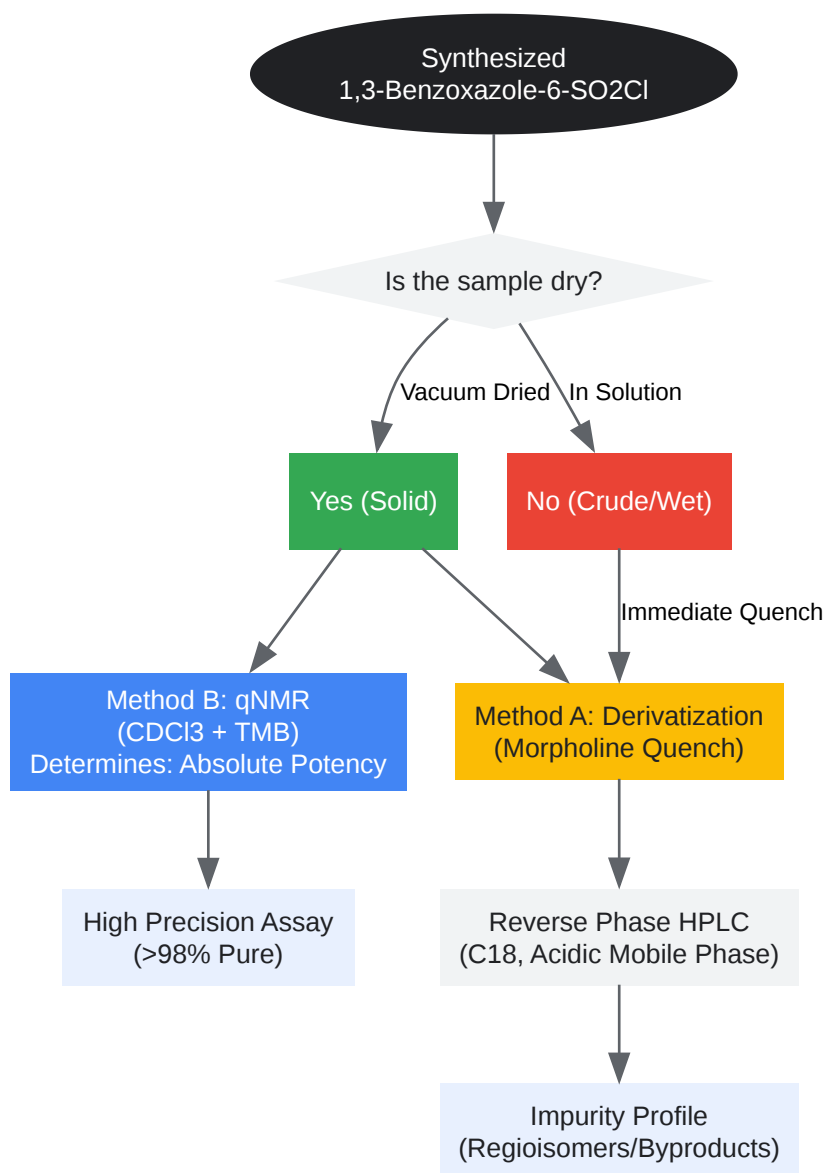 Synthesized
1,3-Benzoxazole-6-SO2Cl
Is the sample dry?
Vacuum Dried
In Solution
Yes (Solid)
No (Crude/Wet)
Immediate Quench
Method B: qNMR
(CDCl3 + TMB)
Determines: Absolute Potency
Method A: Derivatization
(Morpholine Quench)
High Precision Assay
(>98% Pure)
Reverse Phase HPLC
(C18, Acidic Mobile Phase)
Impurity Profile
(Regioisomers/Byproducts)